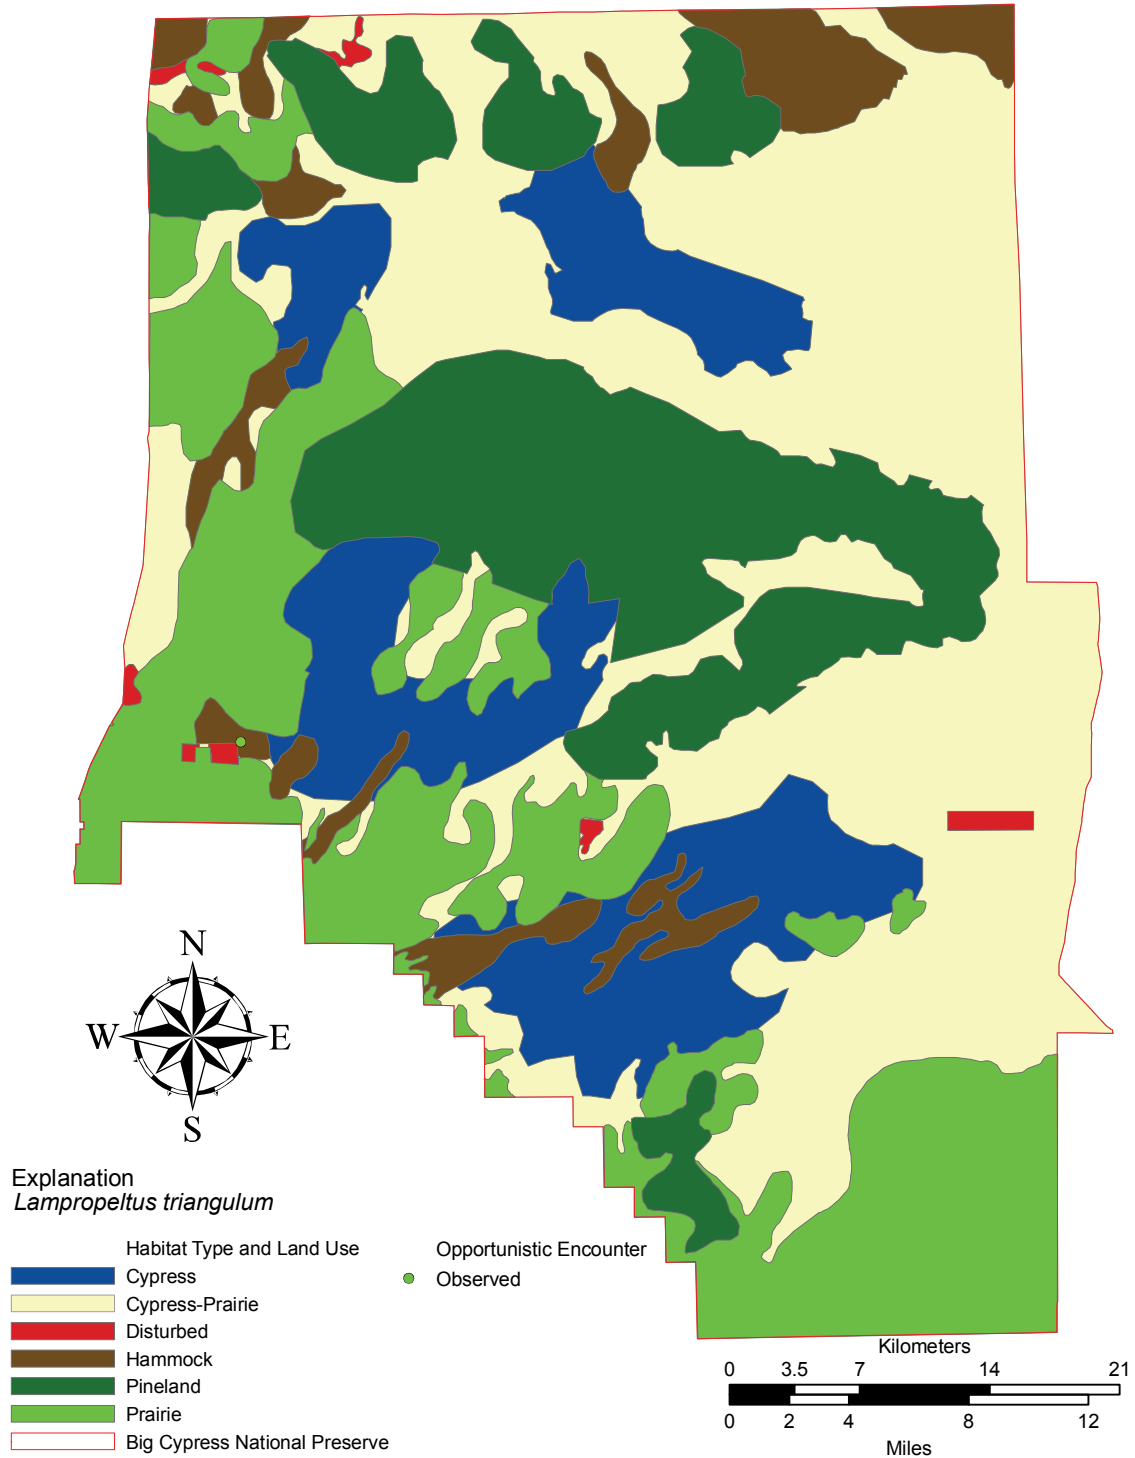 N
W E
S
Explanation
Lampropeltus triangulum
Habitat Type and Land Use
Cypress
Cypress-Prairie
Disturbed
Hammock
Pineland
Prairie
Big Cypress National Preserve
Opportunistic Encounter
Observed
Kilometers
0 3.5 7 14 21
0 2 4 8 12
Miles